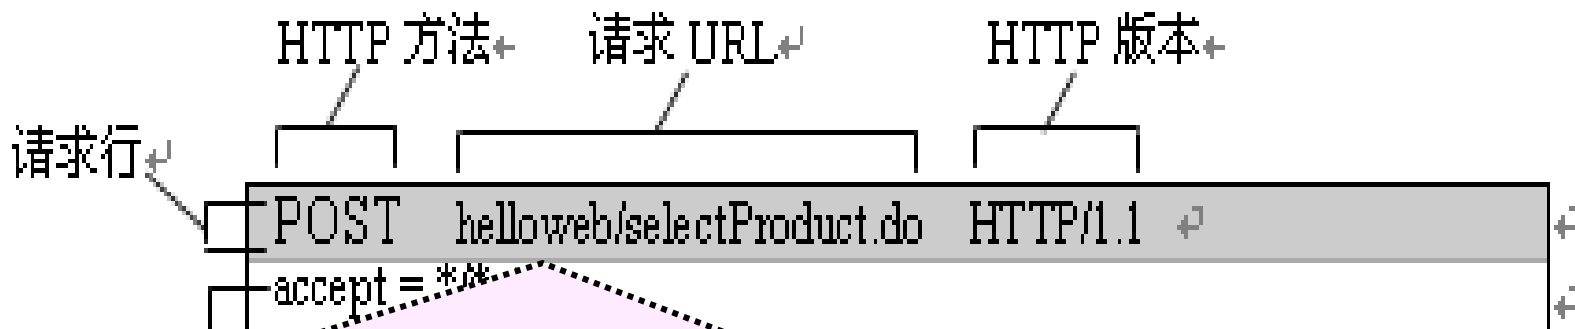 HTTP 方法 请求 URL HTTP 版本
请求行
POST helloweb/selectProduct.do HTTP/1.1
accept = */*